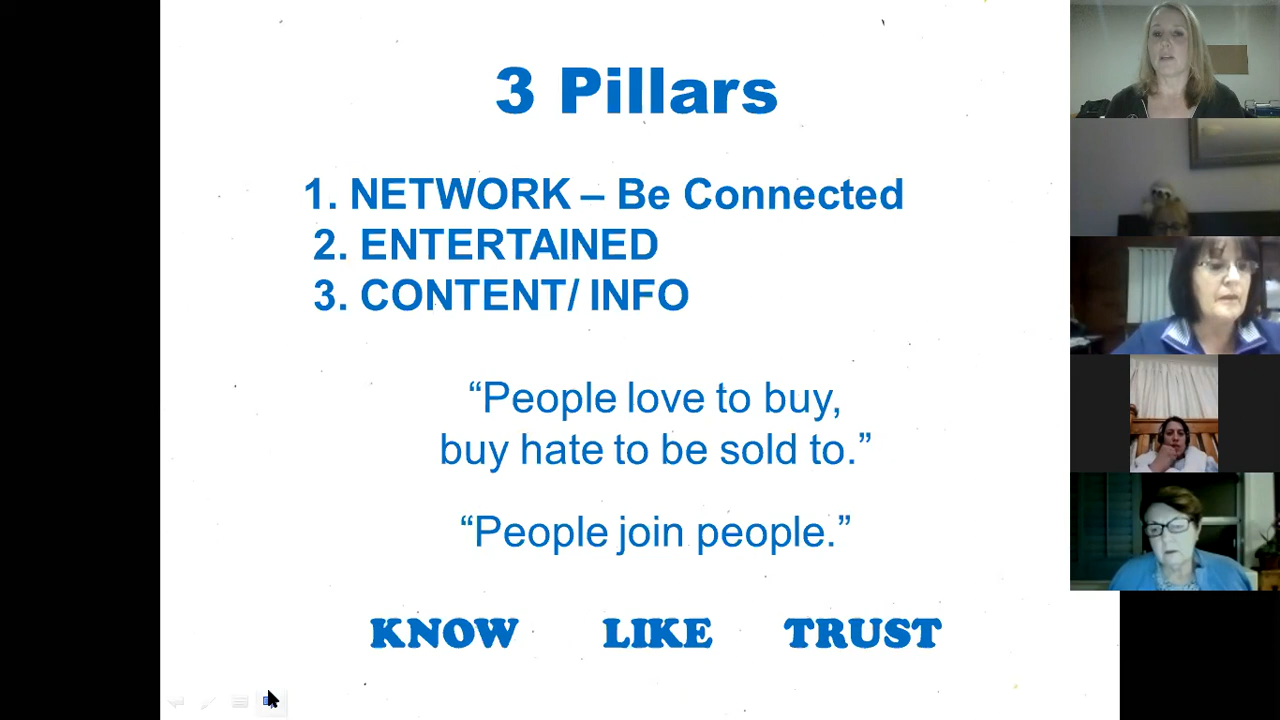 3 Pillars
1. NETWORK – Be Connected
2. ENTERTAINED
3. CONTENT/ INFO
“People love to buy,
buy hate to be sold to.”
“People join people.”
KNOW LIKE TRUST